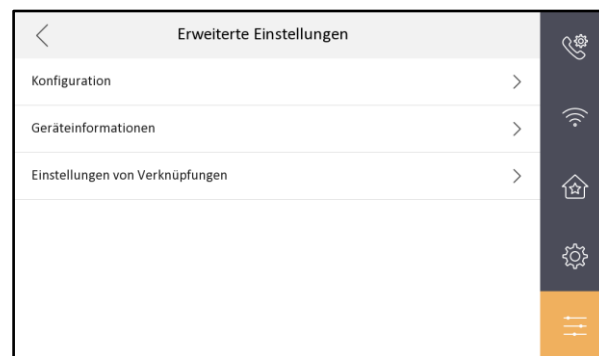 Erweiterte Einstellungen
Konfiguration
Geräteinformationen
Einstellungen von Verknüpfungen